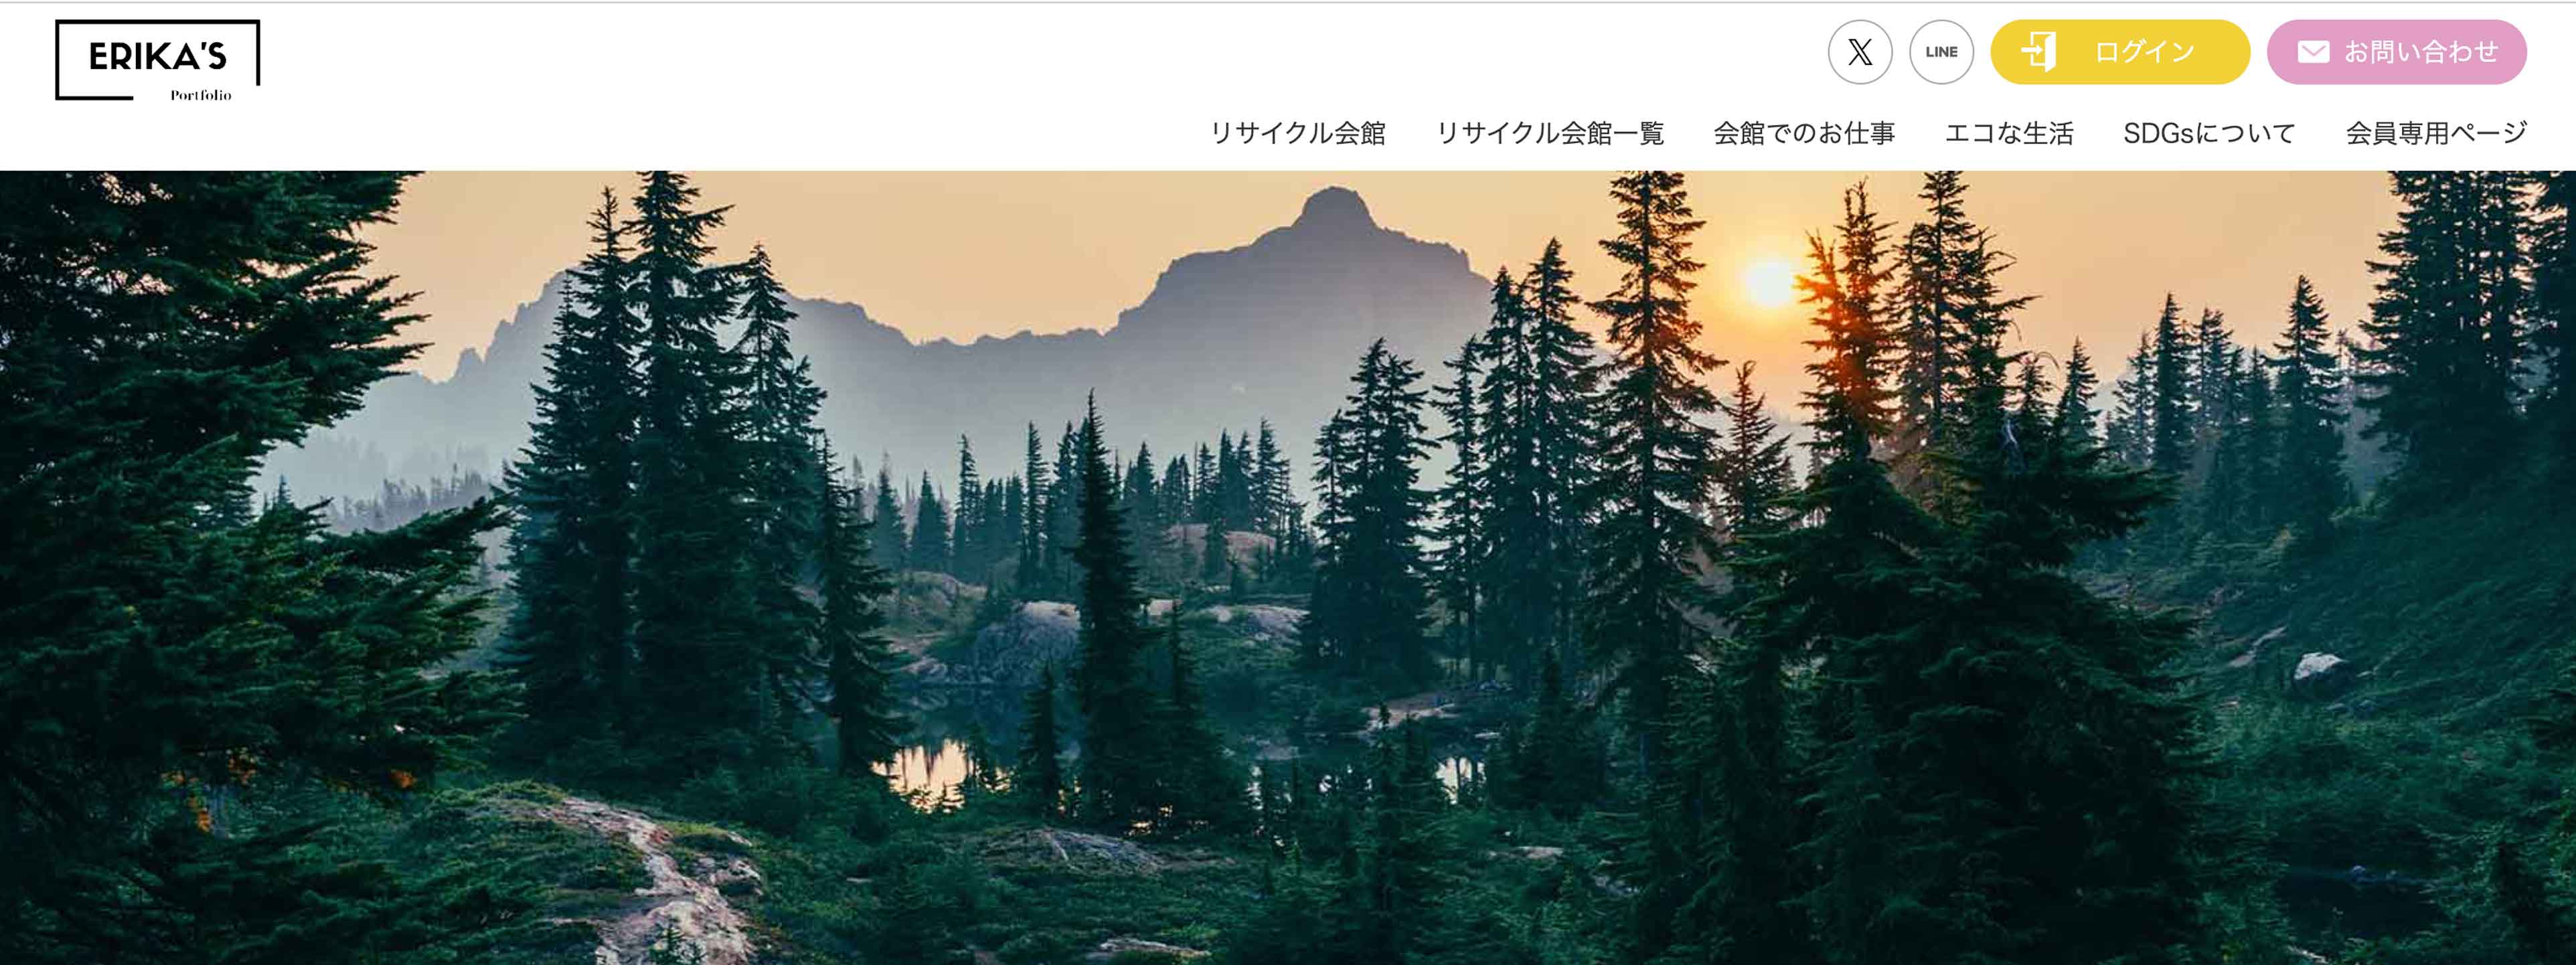 ERIKA'S
Portfolio
X
LINE
ログイン
お問い合わせ
リサイクル会館
リサイクル会館一覧
会館でのお仕事
エコな生活
SDGsについて
会員専用ページ